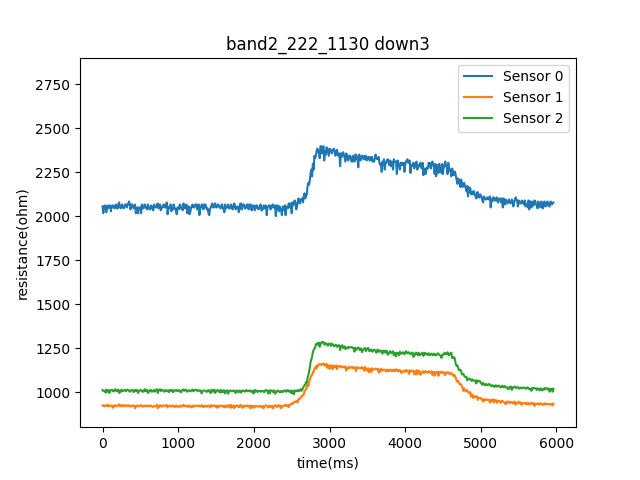 band2_222_1130 down3
Sensor 0
Sensor 1
Sensor 2
resistance(ohm)
2750
2500
2250
2000
1750
1500
1250
1000
0 1000 2000 3000 4000 5000 6000
time(ms)